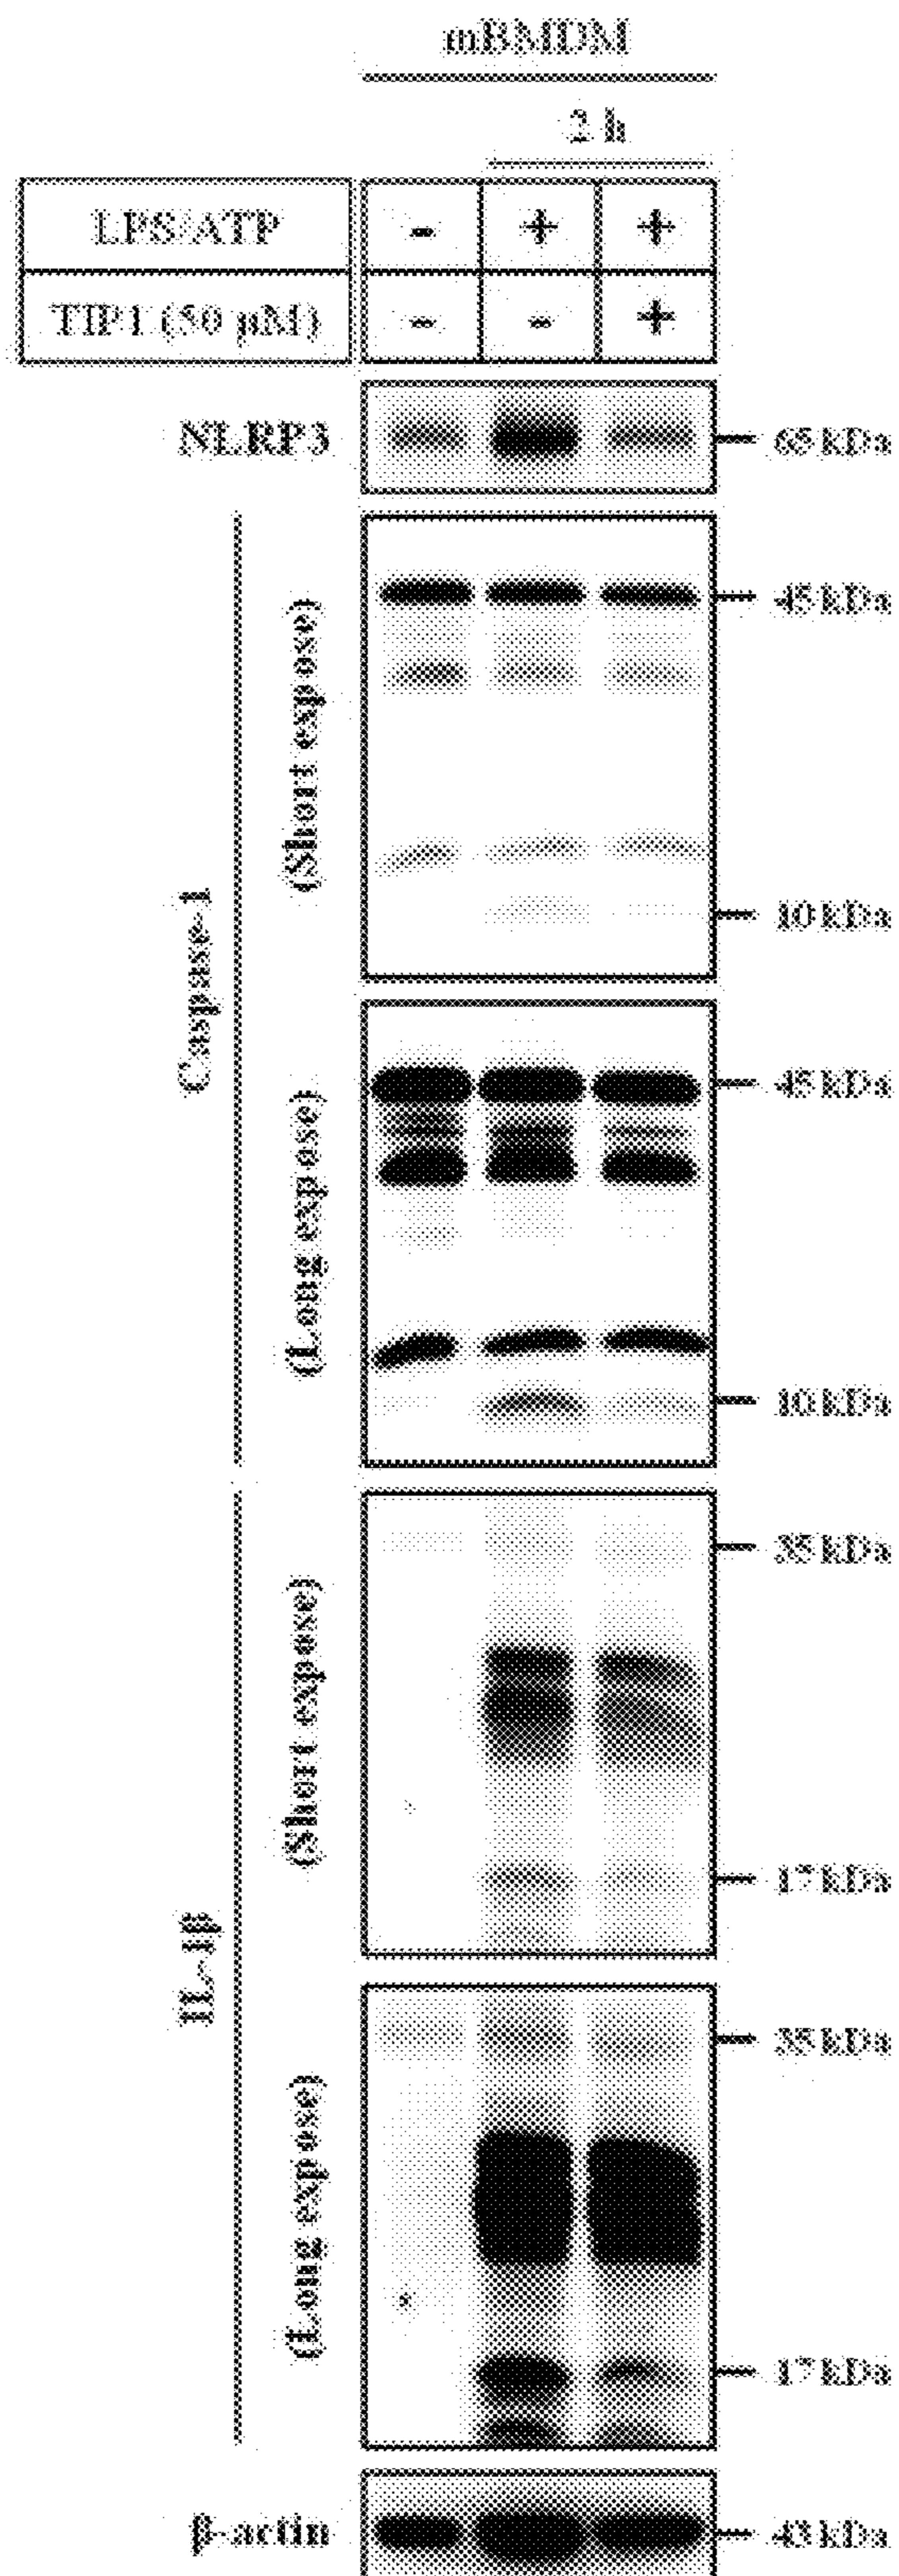 mBMDM
2 h
LPS/ATP - + +
TIP1 (50 μM) - - +
NLRP3 65 kDa
Caspase-1
(Short expose)
45 kDa
10 kDa
(Long expose)
45 kDa
10 kDa
IL-1β
(Short expose)
35 kDa
17 kDa
(Long expose)
35 kDa
17 kDa
β-actin 43 kDa